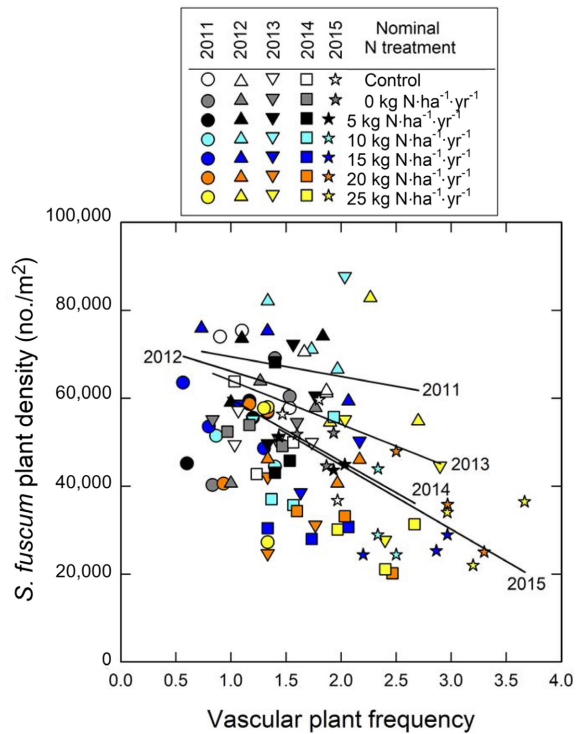 2011 2012 2013 2014 2015
Nominal
N treatment
Control
0 kg N·ha⁻¹·yr⁻¹
5 kg N·ha⁻¹·yr⁻¹
10 kg N·ha⁻¹·yr⁻¹
15 kg N·ha⁻¹·yr⁻¹
20 kg N·ha⁻¹·yr⁻¹
25 kg N·ha⁻¹·yr⁻¹
S. fuscum plant density (no./m²)
100,000
80,000
60,000
40,000
20,000
0
2012
2011
2013
2014
2015
0.0 0.5 1.0 1.5 2.0 2.5 3.0 3.5 4.0
Vascular plant frequency